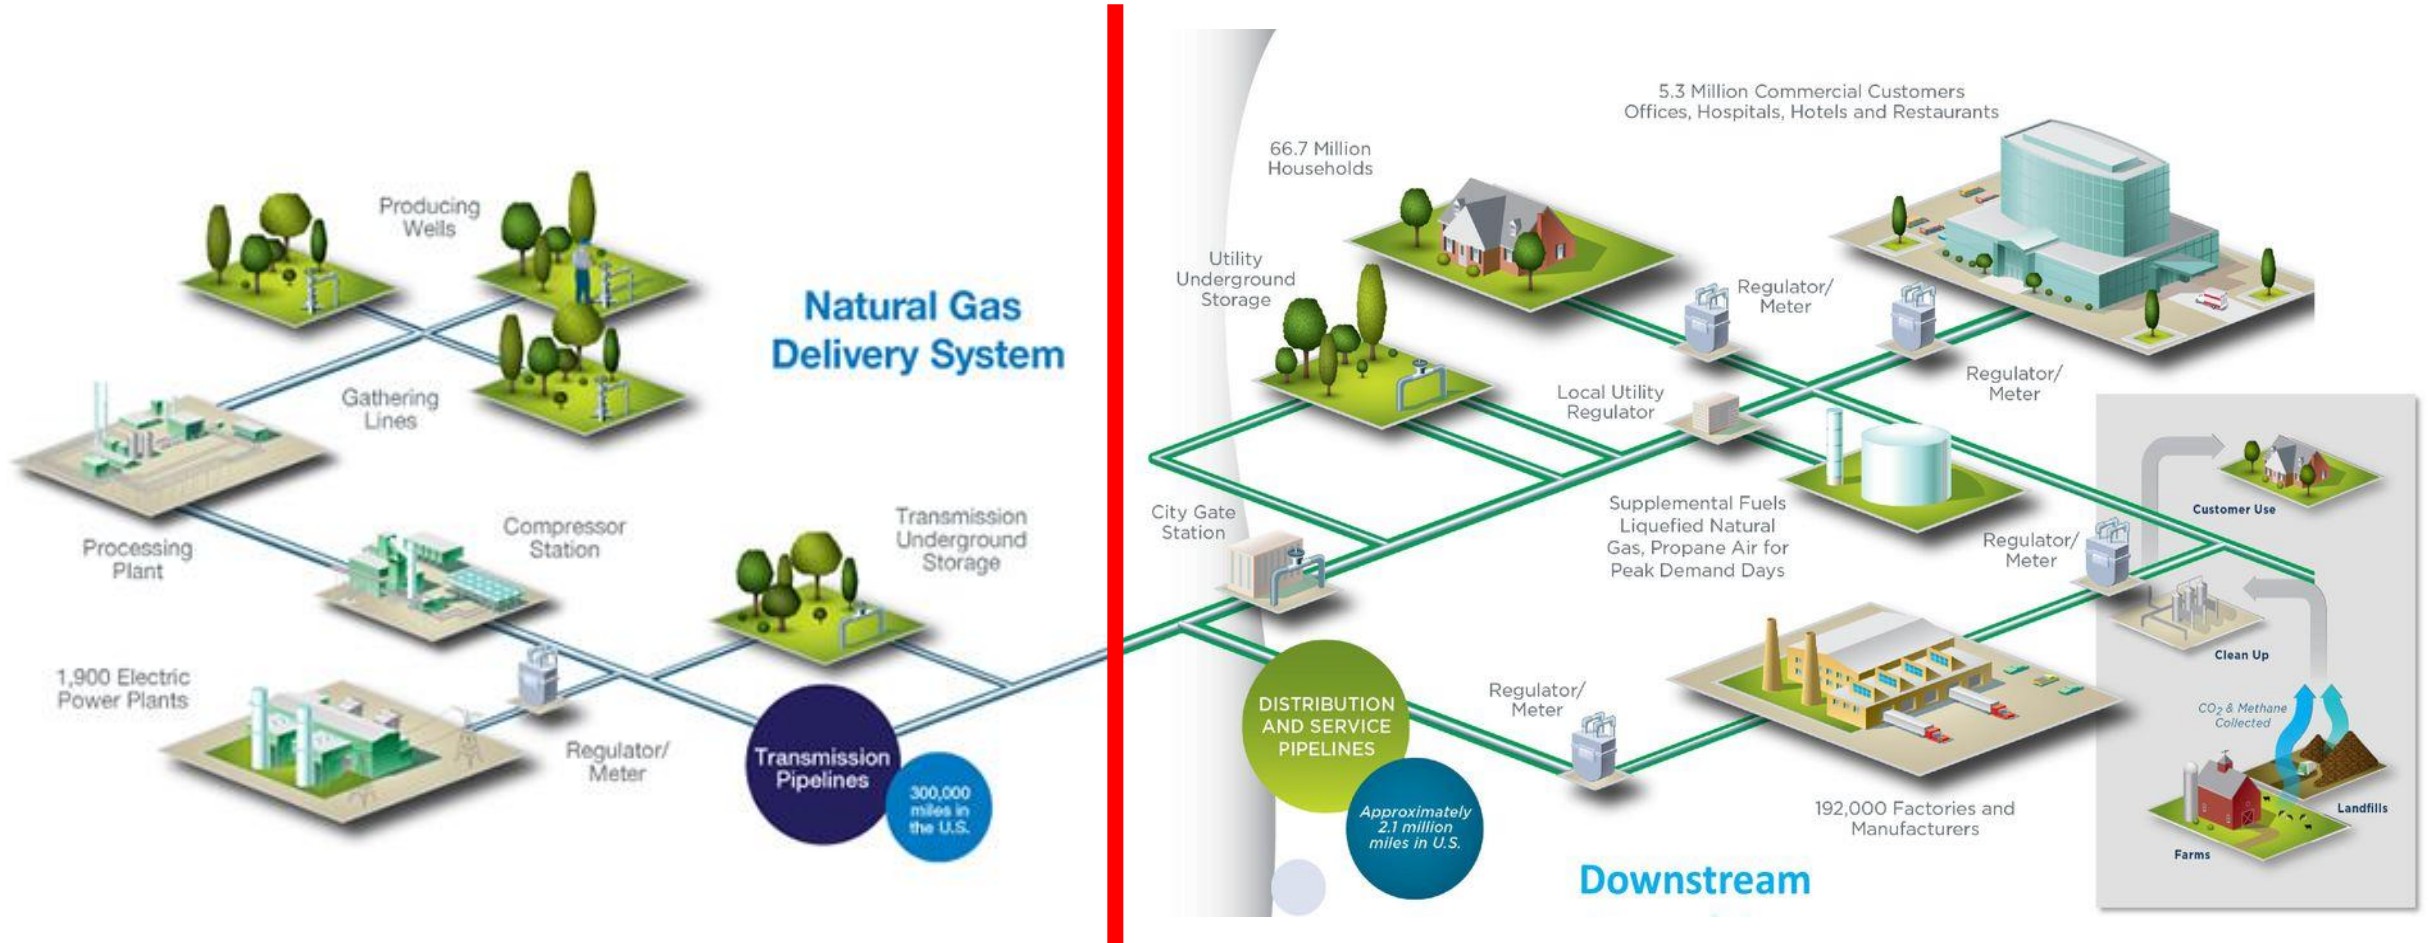 Producing
Wells
Natural Gas
Delivery System
Gathering
Lines
Processing
Plant
Compressor
Station
Transmission
Underground
Storage
1,900 Electric
Power Plants
Regulator/
Meter
Transmission
Pipelines
300,000
miles in
the U.S.
5.3 Million Commercial Customers
Offices, Hospitals, Hotels and Restaurants
66.7 Million
Households
Utility
Underground
Storage
Regulator/
Meter
Local Utility
Regulator
Regulator/
Meter
City Gate
Station
Supplemental Fuels
Liquefied Natural
Gas, Propane Air for
Peak Demand Days
Regulator/
Meter
Customer Use
Clean Up
CO₂ & Methane
Collected
Landfills
Farms
DISTRIBUTION
AND SERVICE
PIPELINES
Approximately
2.1 million
miles in U.S.
Regulator/
Meter
192,000 Factories and
Manufacturers
Downstream